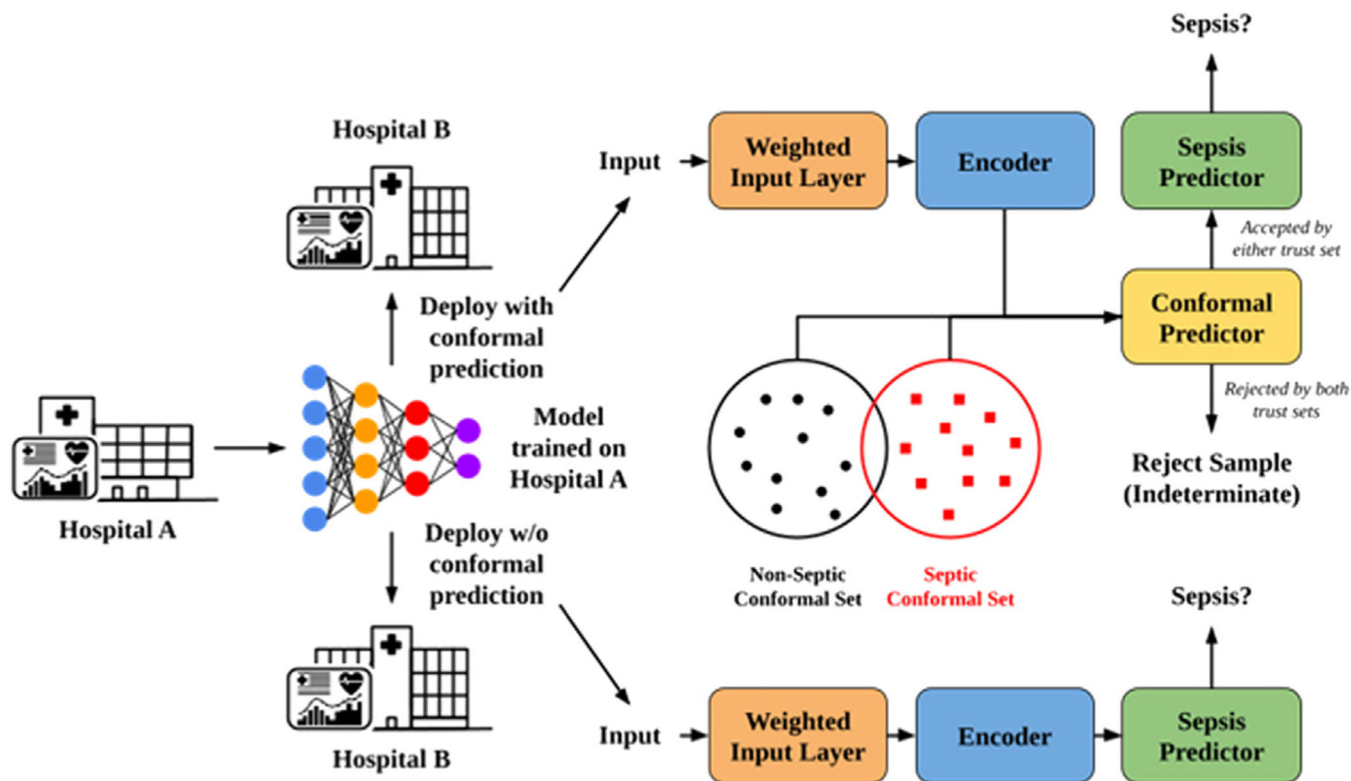 Sepsis?
Hospital B
Input
Weighted
Input Layer
Encoder
Sepsis
Predictor
Accepted by
either trust set
Deploy with
conformal
prediction
Conformal
Predictor
Rejected by both
trust sets
Reject Sample
(Indeterminate)
Model
trained on
Hospital A
Hospital A
Non-Septic
Conformal Set
Septic
Conformal Set
Deploy w/o
conformal
prediction
Hospital B
Input
Weighted
Input Layer
Encoder
Sepsis
Predictor
Sepsis?